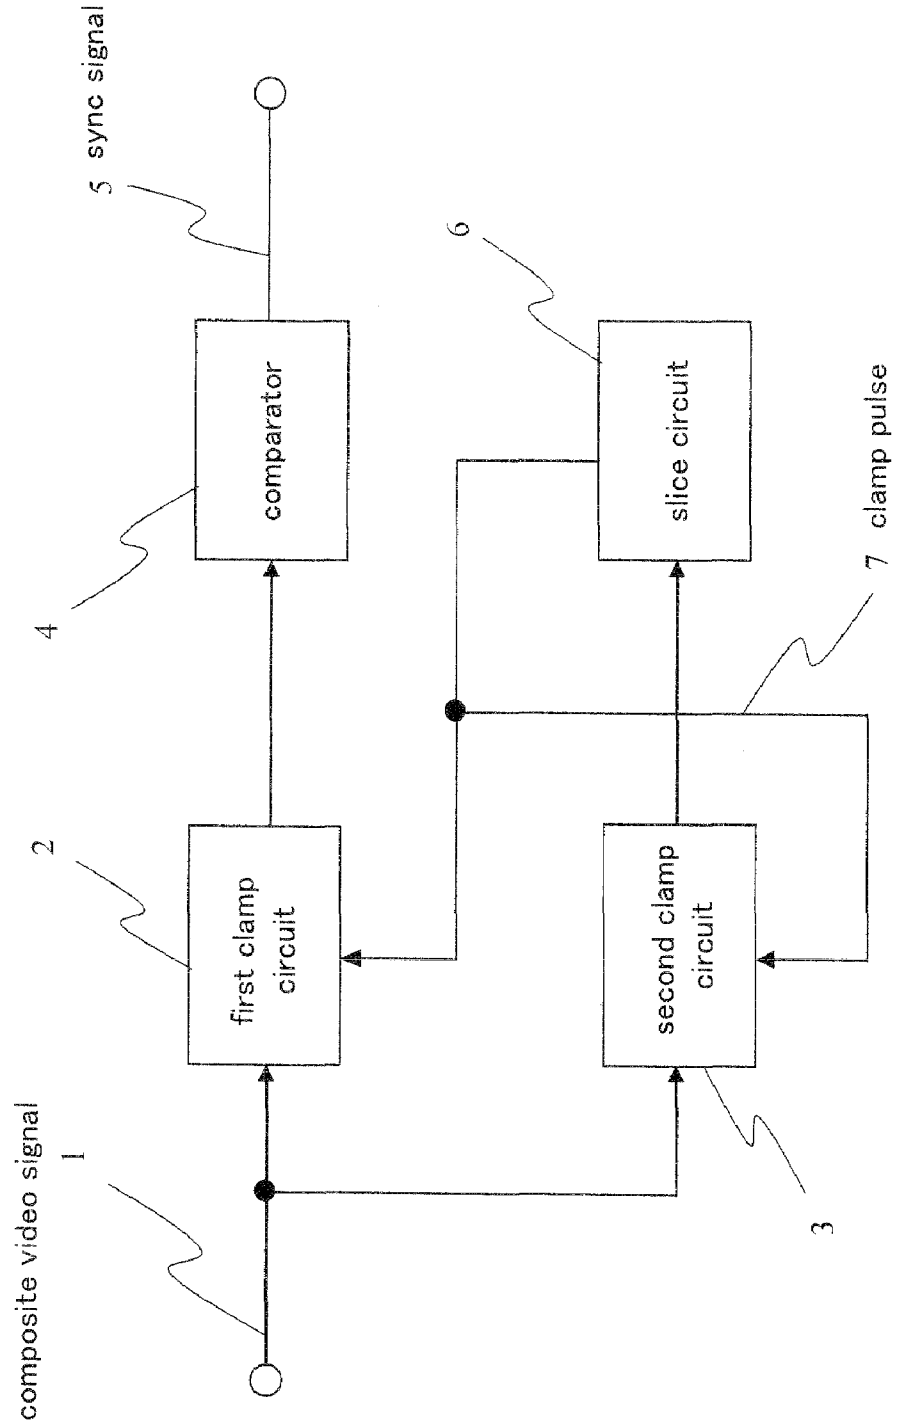 composite video signal
1
2
first clamp
circuit
4
comparator
5 sync signal
3
second clamp
circuit
6
slice circuit
7 clamp pulse